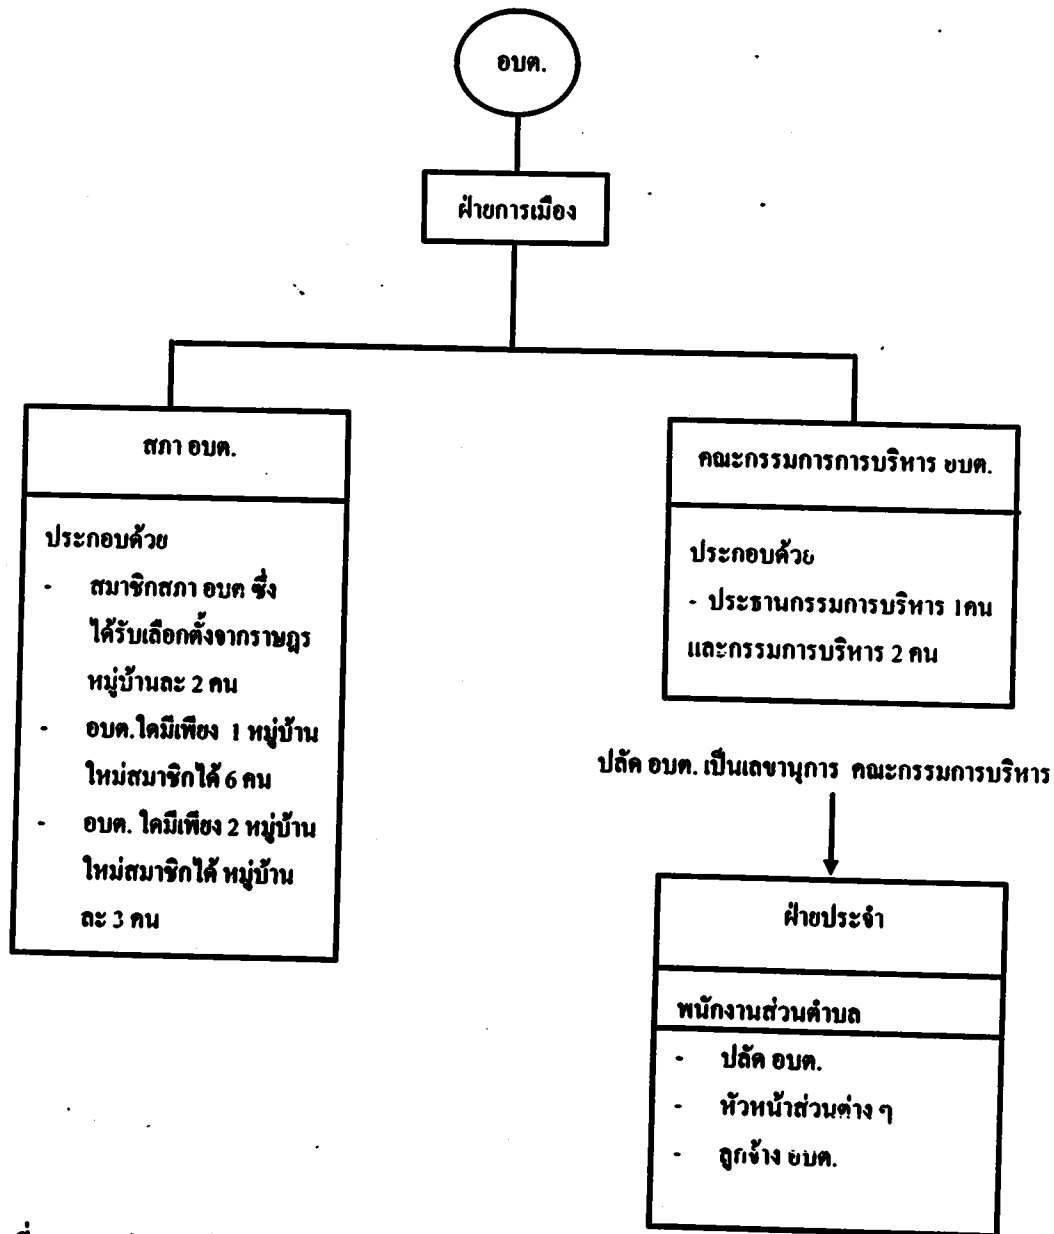 อบต.
ฝ่ายการเมือง
สภา อบต.
ประกอบด้วย
- สมาชิกสภา อบต ซึ่ง
ได้รับเลือกตั้งจากราษฎร
หมู่บ้านละ 2 คน
- อบต.ใดมีเพียง 1 หมู่บ้าน
ใหม่สมาชิกได้ 6 คน
- อบต. ใดมีเพียง 2 หมู่บ้าน
ใหม่สมาชิกได้ หมู่บ้าน
ละ 3 คน
คณะกรรมการการบริหาร อบต.
ประกอบด้วย
- ประธานกรรมการบริหาร 1คน
และกรรมการบริหาร 2 คน
ปลัด อบต. เป็นเลขานุการ คณะกรรมการบริหาร
ฝ่ายประจำ
พนักงานส่วนตำบล
- ปลัด อบต.
- หัวหน้าส่วนต่าง ๆ
- ลูกจ้าง อบต.